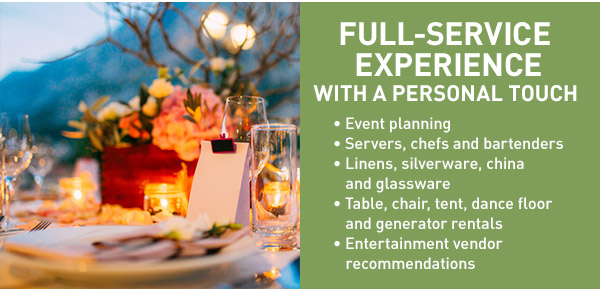 FULL-SERVICE
EXPERIENCE
WITH A PERSONAL TOUCH
• Event planning
• Servers, chefs and bartenders
• Linens, silverware, china
and glassware
• Table, chair, tent, dance floor
and generator rentals
• Entertainment vendor
recommendations